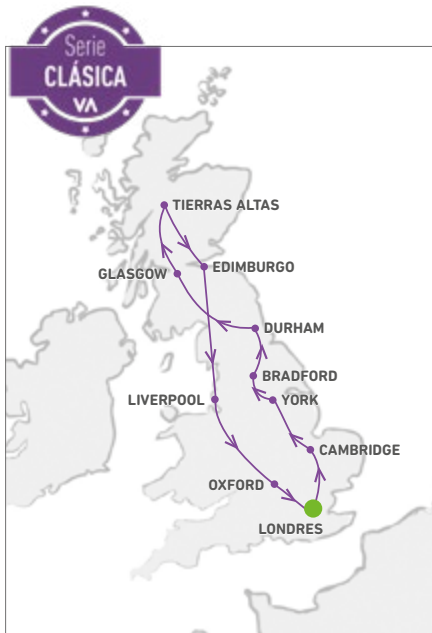 Serie
CLÁSICA
VA
TIERRAS ALTAS
EDIMBURGO
GLASGOW
DURHAM
BRADFORD
LIVERPOOL
YORK
CAMBRIDGE
OXFORD
LONDRES